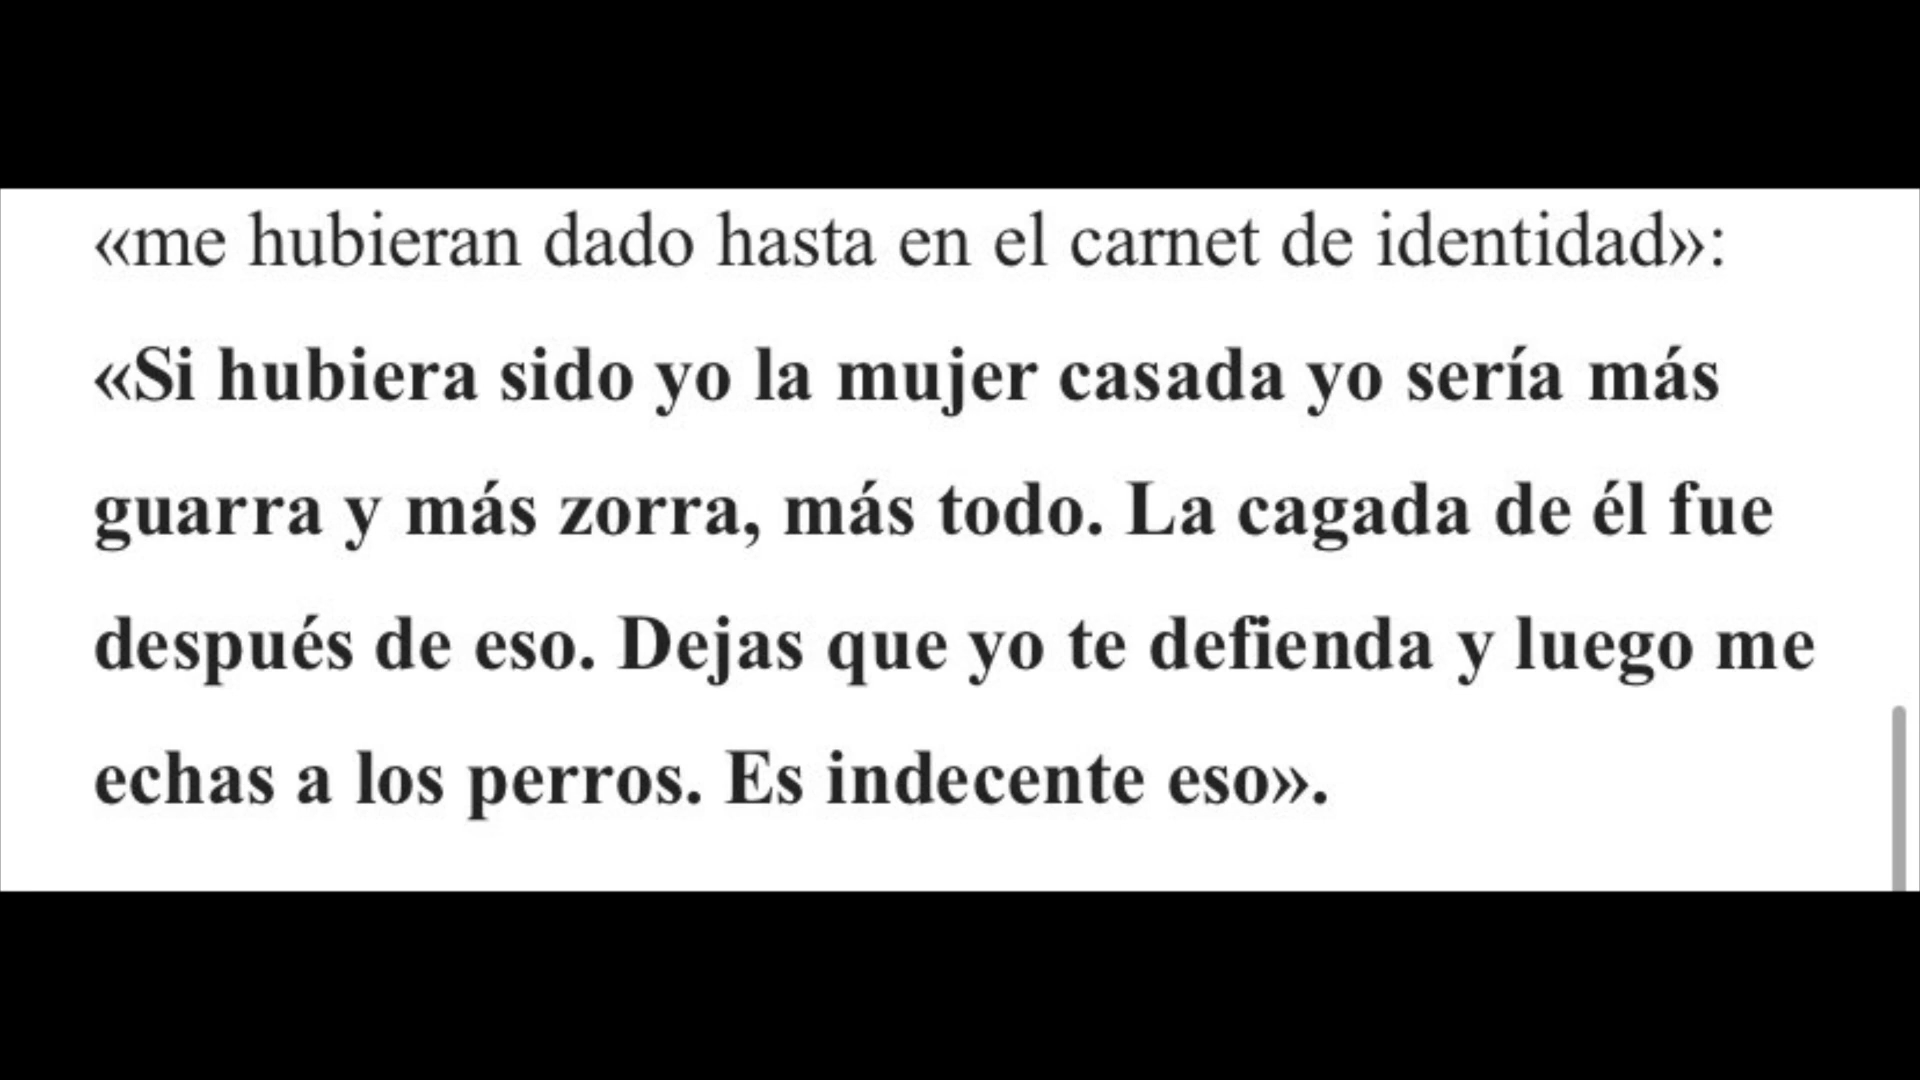 «me hubieran dado hasta en el carnet de identidad»:
«Si hubiera sido yo la mujer casada yo sería más
guarra y más zorra, más todo. La cagada de él fue
después de eso. Dejas que yo te defienda y luego me
echas a los perros. Es indecente eso».